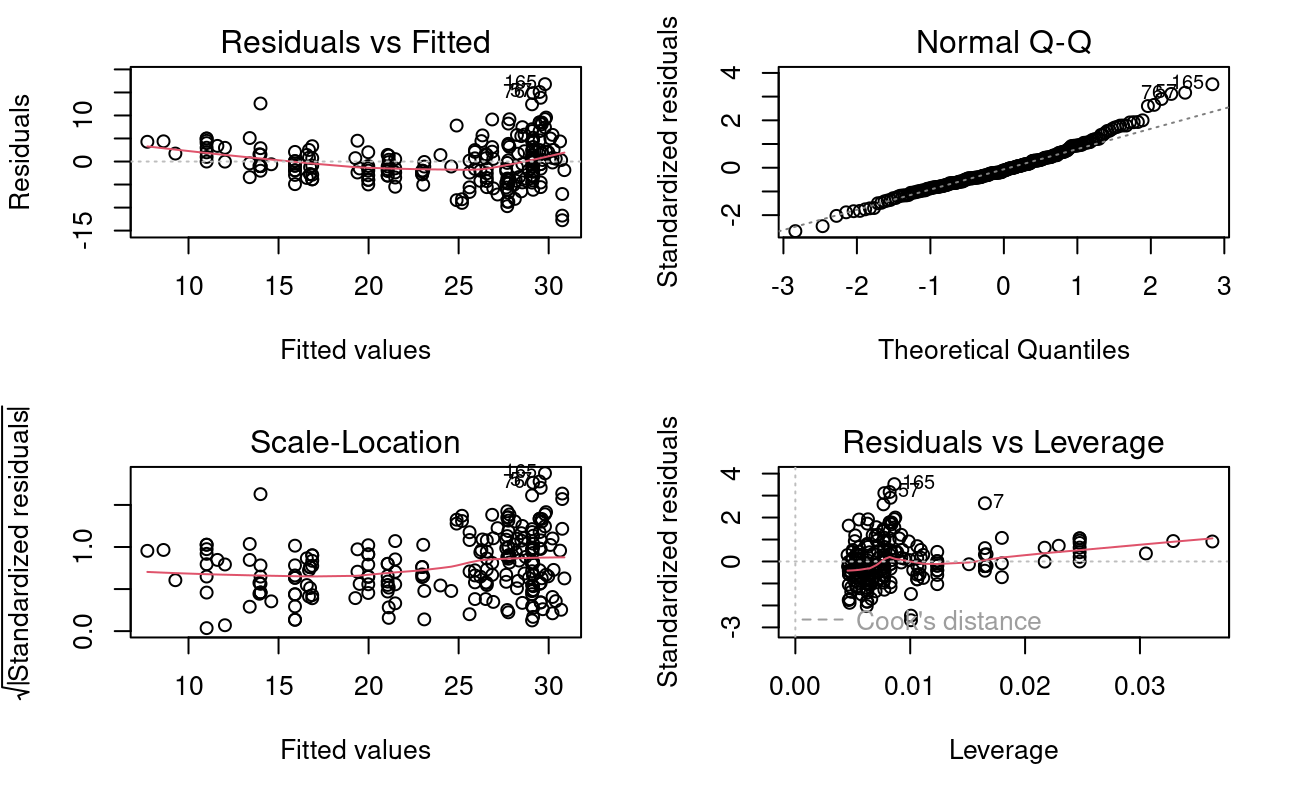 Residuals vs Fitted
Residuals
10
0
-15
165
57
10 15 20 25 30
Fitted values
Normal Q-Q
Standardized residuals
4
2
0
-2
165
57
-3 -2 -1 0 1 2 3
Theoretical Quantiles
Scale-Location
√|Standardized residuals|
1.0
0.0
165
57
10 15 20 25 30
Fitted values
Residuals vs Leverage
Standardized residuals
4
2
0
-3
165
57
7
Cook's distance
0.00 0.01 0.02 0.03
Leverage